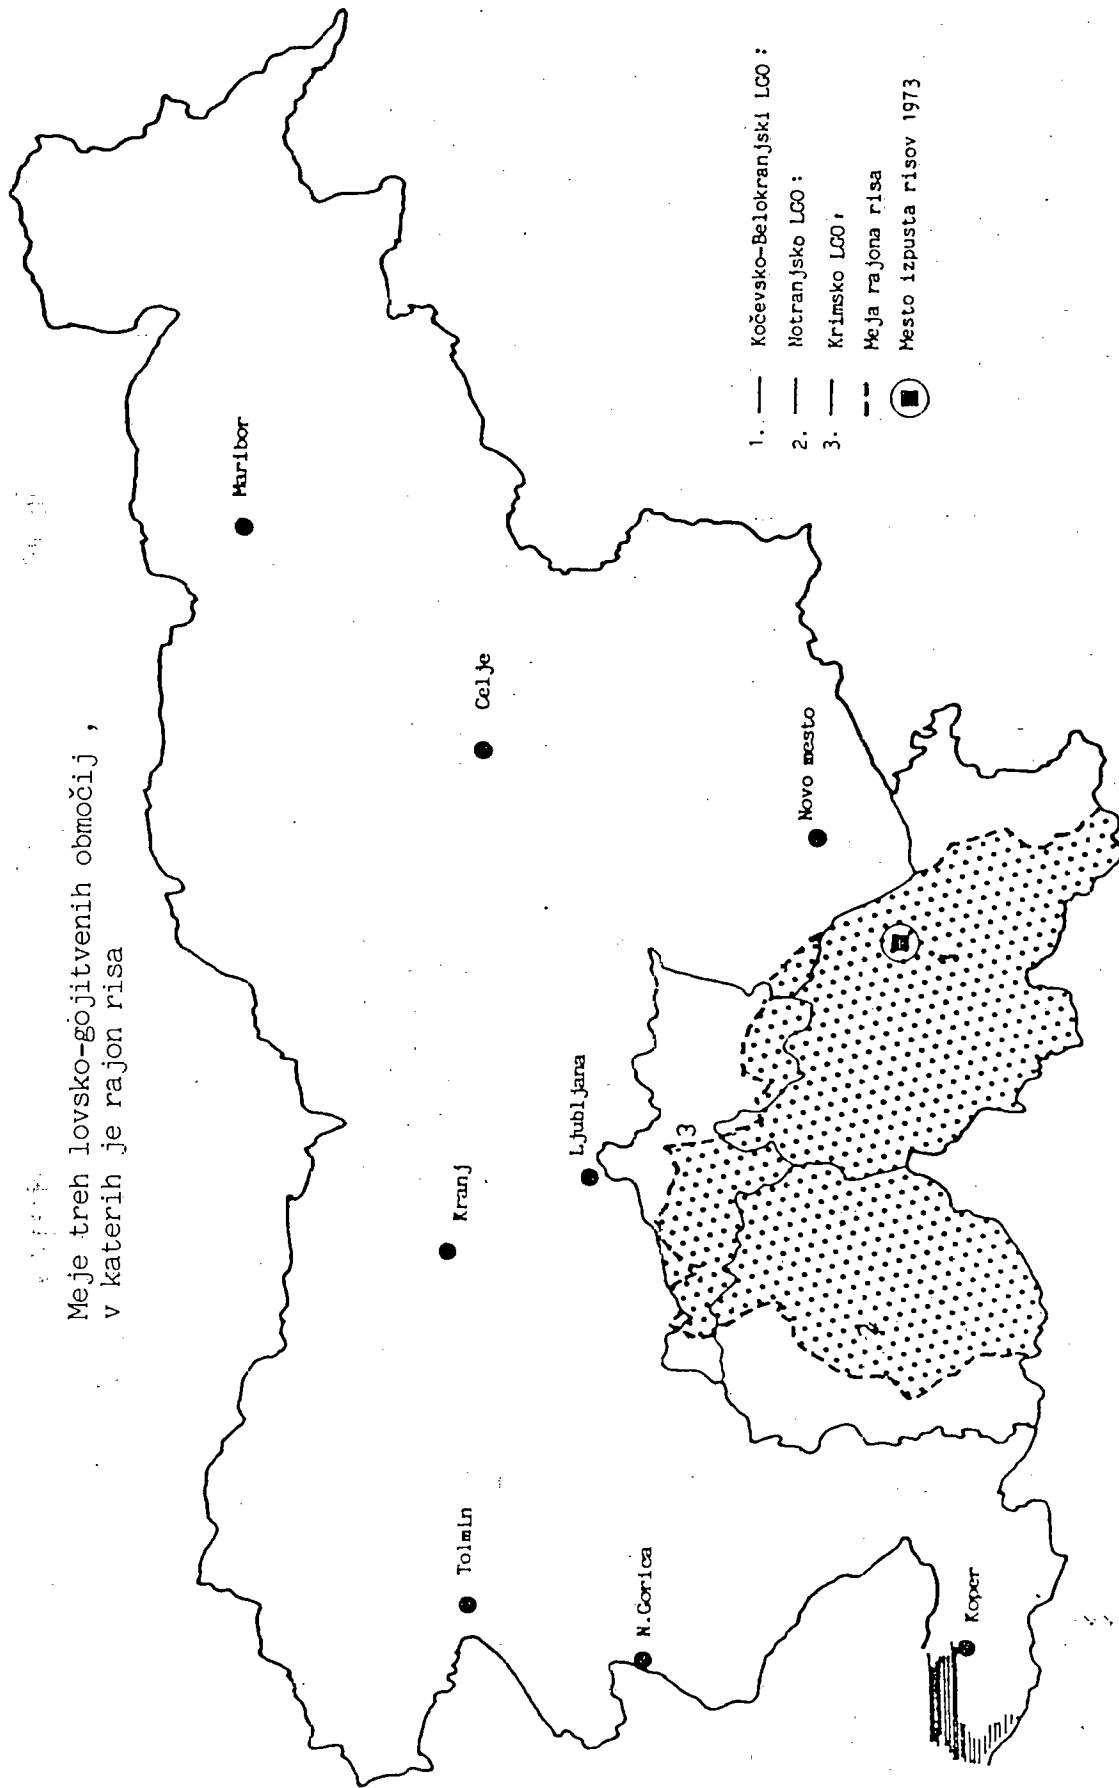 Meje treh lovsko-gojitvenih območij ,
v katerih je rajon risa
Maribor
Celje
Kranj
Tolmin
Ljubljana
N.Gorica
Novo mesto
Koper
3
2
1
1. — Kočevsko-Belokranjski LGO :
2. — Notranjsko LGO :
3. — Krimsko LGO :
Meja rajona risa
Mesto izpusta risov 1973